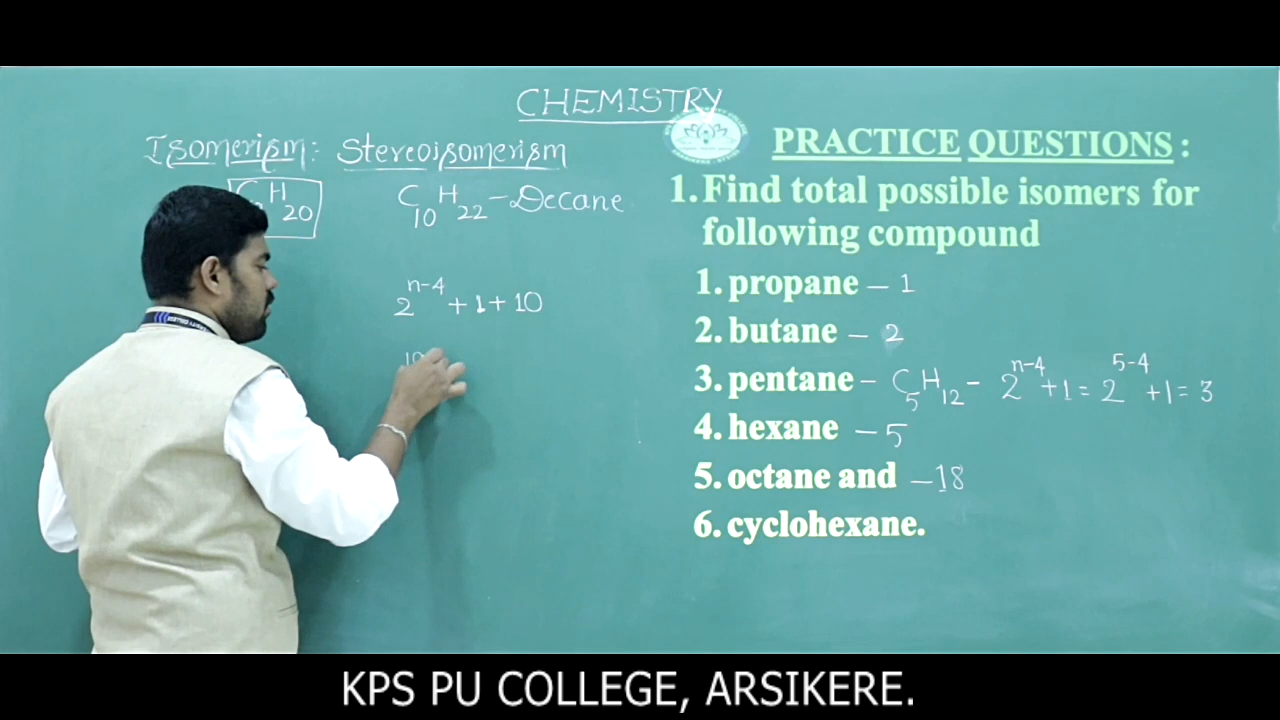 CHEMISTRY
Isomerism: Stereoisomerism
H20
C10H22 - Decane
2^n-4 + 1 + 10
10
PRACTICE QUESTIONS :
1. Find total possible isomers for
following compound
1. propane - 1
2. butane - 2
3. pentane - C5H12 - 2^n-4 + 1 = 2^5-4 + 1 = 3
4. hexane - 5
5. octane and - 18
6. cyclohexane.
KPS PU COLLEGE, ARSIKERE.